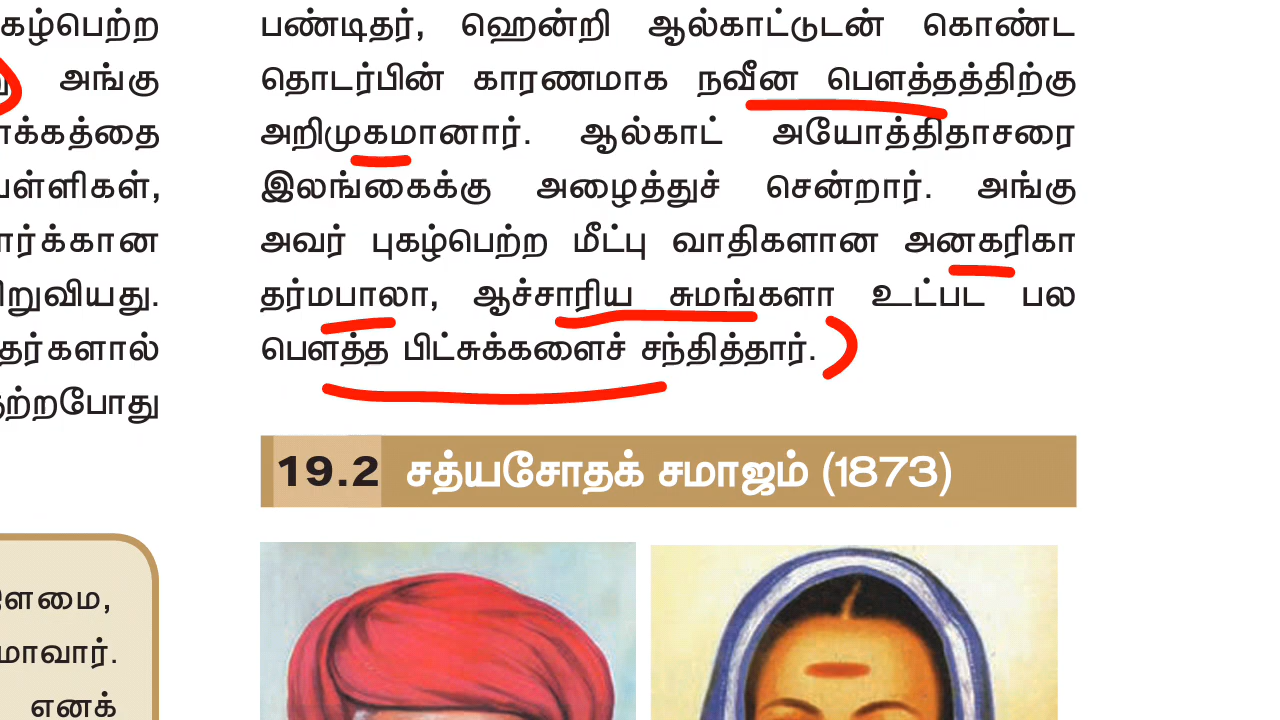 கழ்பெற்ற
அங்கு
க்கத்தை
பள்ளிகள்,
ார்க்கான
நிறுவியது.
தர்களால்
தற்றபோது
இளமை,
மாவார்.
எனக்
பண்டிதர், ஹென்றி ஆல்காட்டுடன் கொண்ட
தொடர்பின் காரணமாக நவீன பௌத்தத்திற்கு
அறிமுகமானார். ஆல்காட் அயோத்திதாசரை
இலங்கைக்கு அழைத்துச் சென்றார். அங்கு
அவர் புகழ்பெற்ற மீட்பு வாதிகளான அனகரிகா
தர்மபாலா, ஆச்சாரிய சுமங்களா உட்பட பல
பௌத்த பிட்சுக்களைச் சந்தித்தார்.
19.2 சத்யசோதக் சமாஜம் (1873)